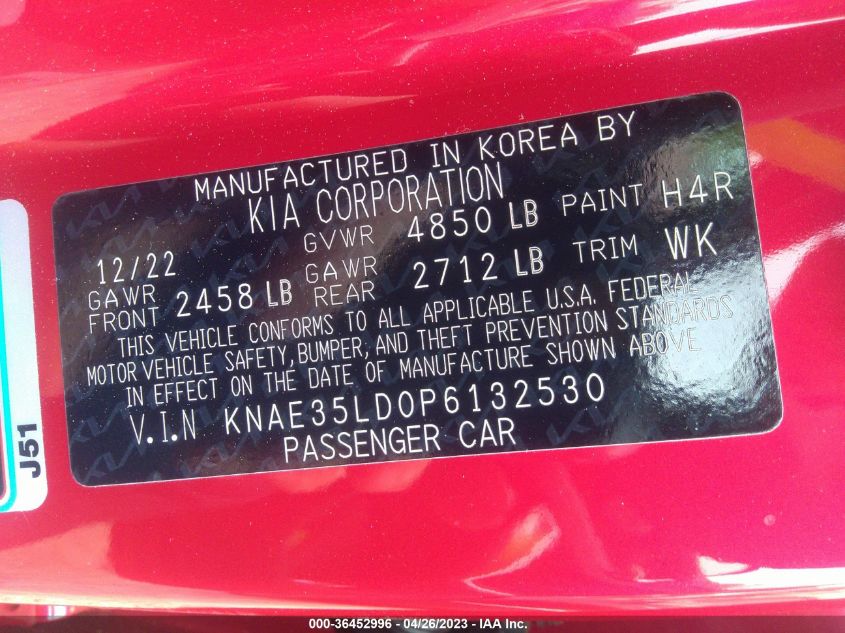 MANUFACTURED IN KOREA BY
KIA CORPORATION
12/22 GVWR 4850 LB PAINT H4R
GAWR FRONT 2458 LB GAWR REAR 2712 LB TRIM WK
THIS VEHICLE CONFORMS TO ALL APPLICABLE U.S.A. FEDERAL
MOTOR VEHICLE SAFETY, BUMPER, AND THEFT PREVENTION STANDARDS
IN EFFECT ON THE DATE OF MANUFACTURE SHOWN ABOVE
V.I.N KNAE35LD0P6132530
PASSENGER CAR
J51
000-36452996 - 04/26/2023 - IAA Inc.